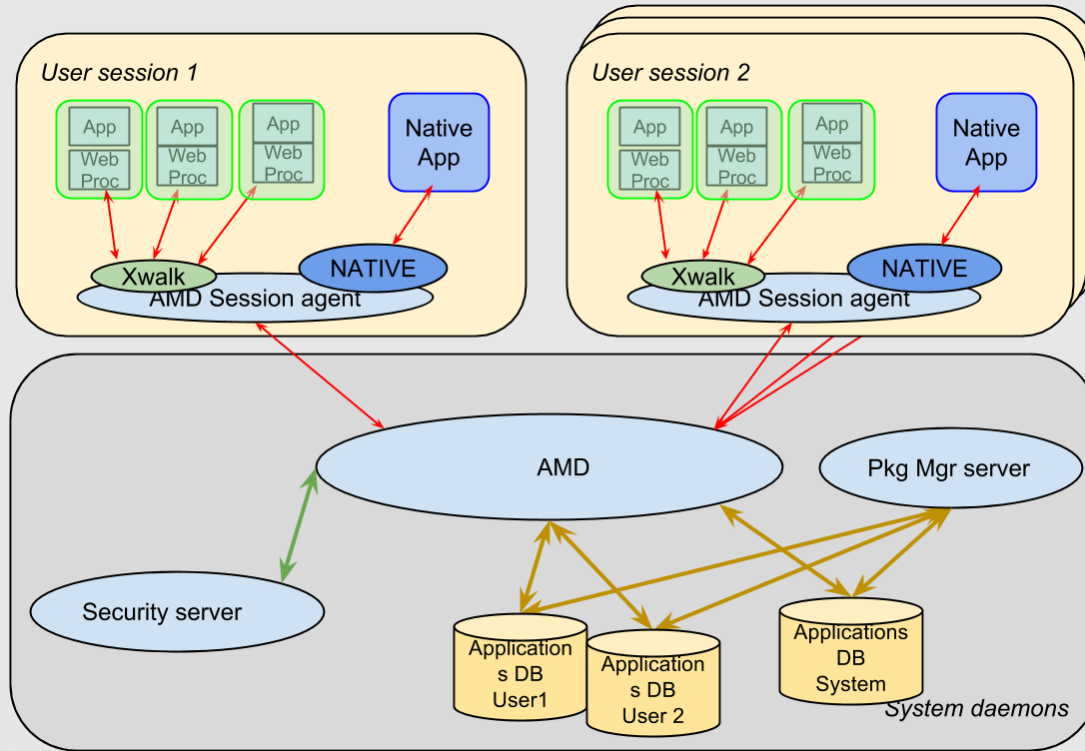 User session 1
App
App
App
Web
Proc
Web
Proc
Web
Proc
Native
App
Xwalk
NATIVE
AMD Session agent
User session 2
App
App
App
Web
Proc
Web
Proc
Web
Proc
Native
App
Xwalk
NATIVE
AMD Session agent
AMD
Pkg Mgr server
Security server
Application
s DB
User1
Application
s DB
User 2
Applications
DB
System
System daemons